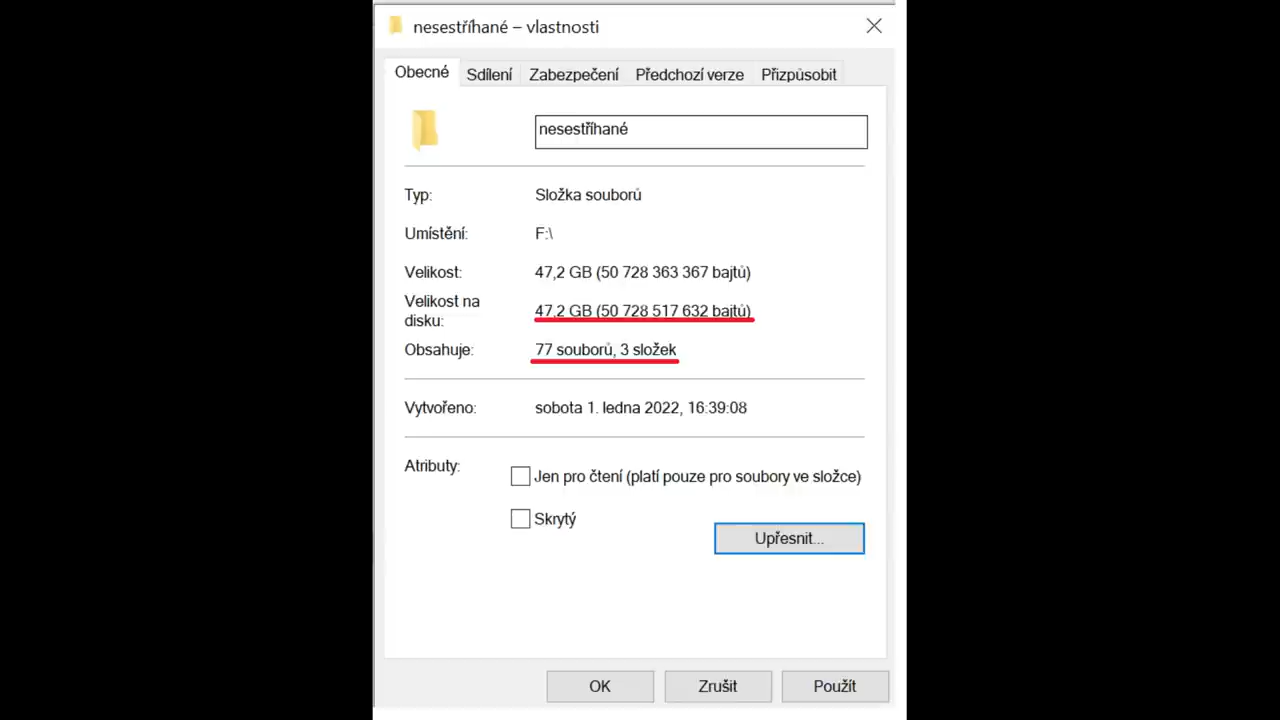 nesestříhané – vlastnosti
Obecné Sdílení Zabezpečení Předchozí verze Přizpůsobit
nesestříhané
Typ: Složka souborů
Umístění: F:\
Velikost: 47,2 GB (50 728 363 367 bajtů)
Velikost na disku: 47,2 GB (50 728 517 632 bajtů)
Obsahuje: 77 souborů, 3 složek
Vytvořeno: sobota 1. ledna 2022, 16:39:08
Atributy: Jen pro čtení (platí pouze pro soubory ve složce)
Skrytý
Upřesnit...
OK Zrušit Použít